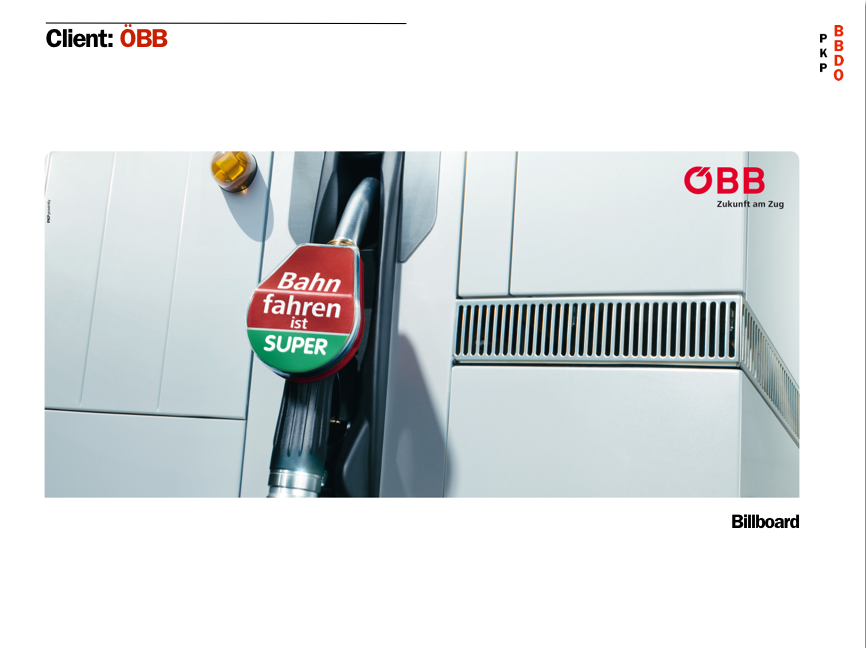 Client: ÖBB
P
K
P
B
B
D
O
ÖBB
Zukunft am Zug
Bahn
fahren
ist
SUPER
Billboard